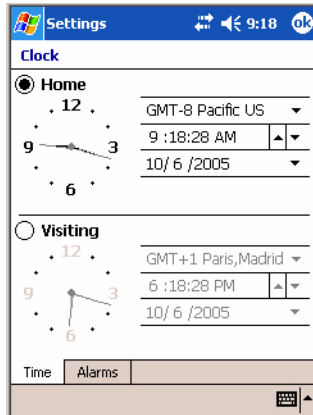 Settings 9:18 ok
Clock
Home
12
9 3
6
GMT-8 Pacific US
9 :18:28 AM
10/ 6 /2005
Visiting
12
9 3
6
GMT+1 Paris,Madrid
6 :18:28 PM
10/ 6 /2005
Time Alarms